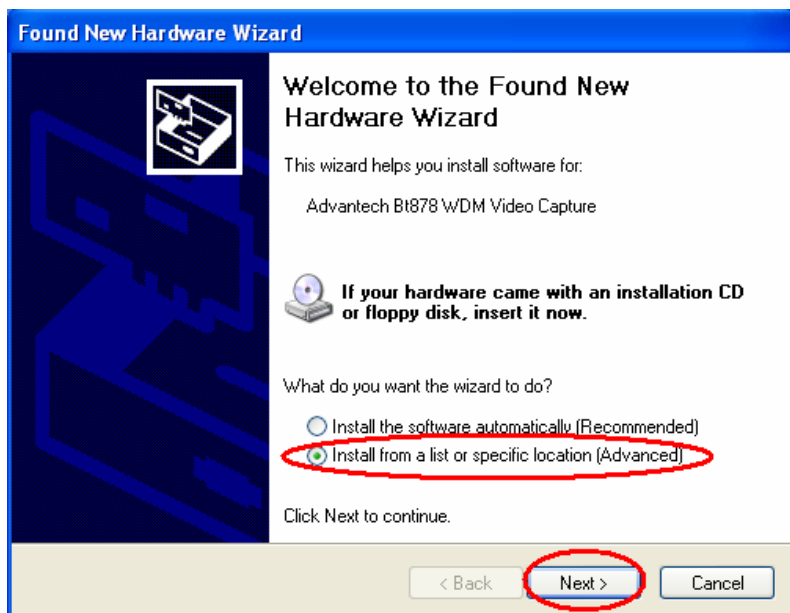 Found New Hardware Wizard
Welcome to the Found New
Hardware Wizard
This wizard helps you install software for:
Advantech Bt878 WDM Video Capture
If your hardware came with an installation CD
or floppy disk, insert it now.
What do you want the wizard to do?
Install the software automatically (Recommended)
Install from a list or specific location (Advanced)
Click Next to continue.
< Back Next > Cancel